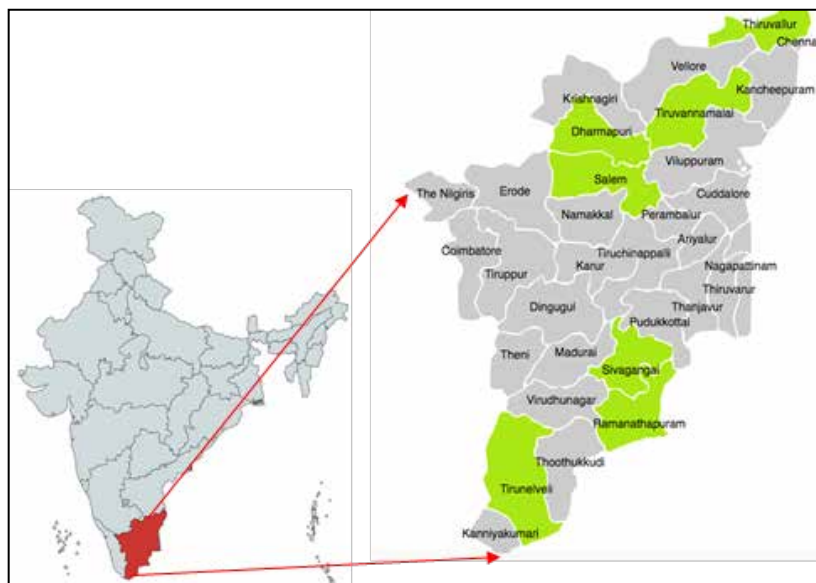 Thiruvallur
Chenna
Vellore
Kancheepuram
Krishnagiri
Tiruvannamalai
Dharmapuri
Viluppuram
Salem
The Nilgiris
Erode
Cuddalore
Namakkal
Perambalur
Ariyalur
Coimbatore
Tiruchinappalli
Karur
Nagapattinam
Tiruppur
Thiruvarur
Dingugul
Thanjavur
Pudukkottai
Theni
Madurai
Sivagangai
Virudhunagar
Ramanathapuram
Thoothukkudi
Tirunelveli
Kanniyakumari